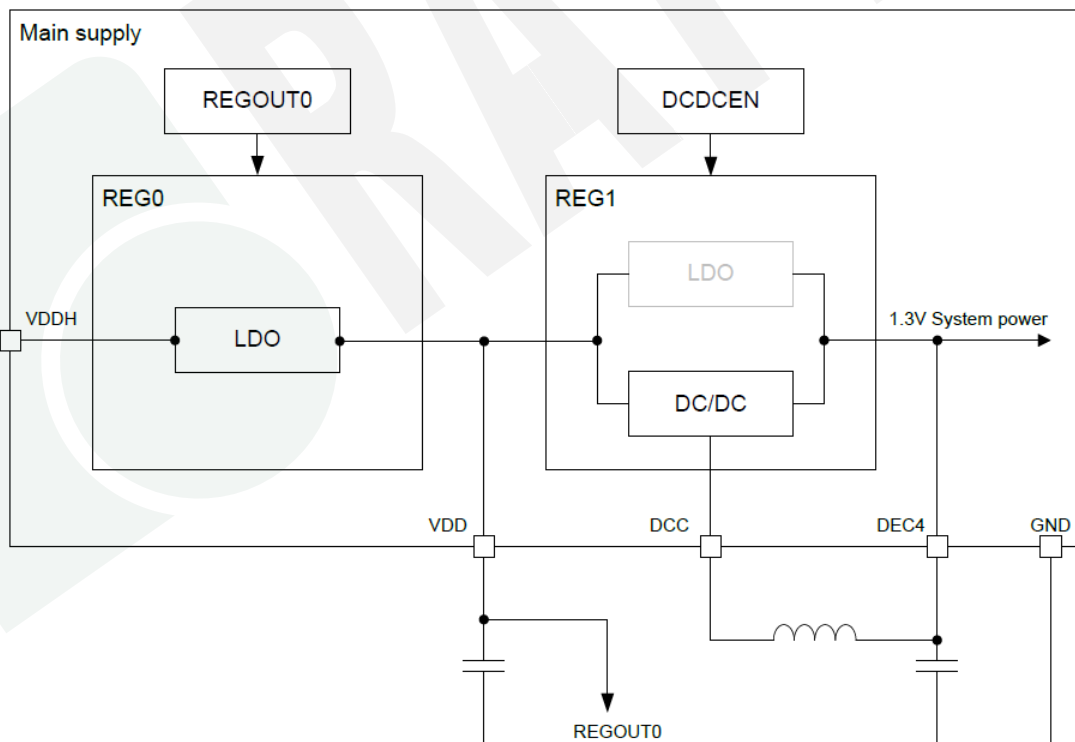 Main supply
REGOUT0
DCDCEN
REG0
REG1
LDO
VDDH
LDO
1.3V System power
DC/DC
VDD
DCC
DEC4
GND
REGOUT0